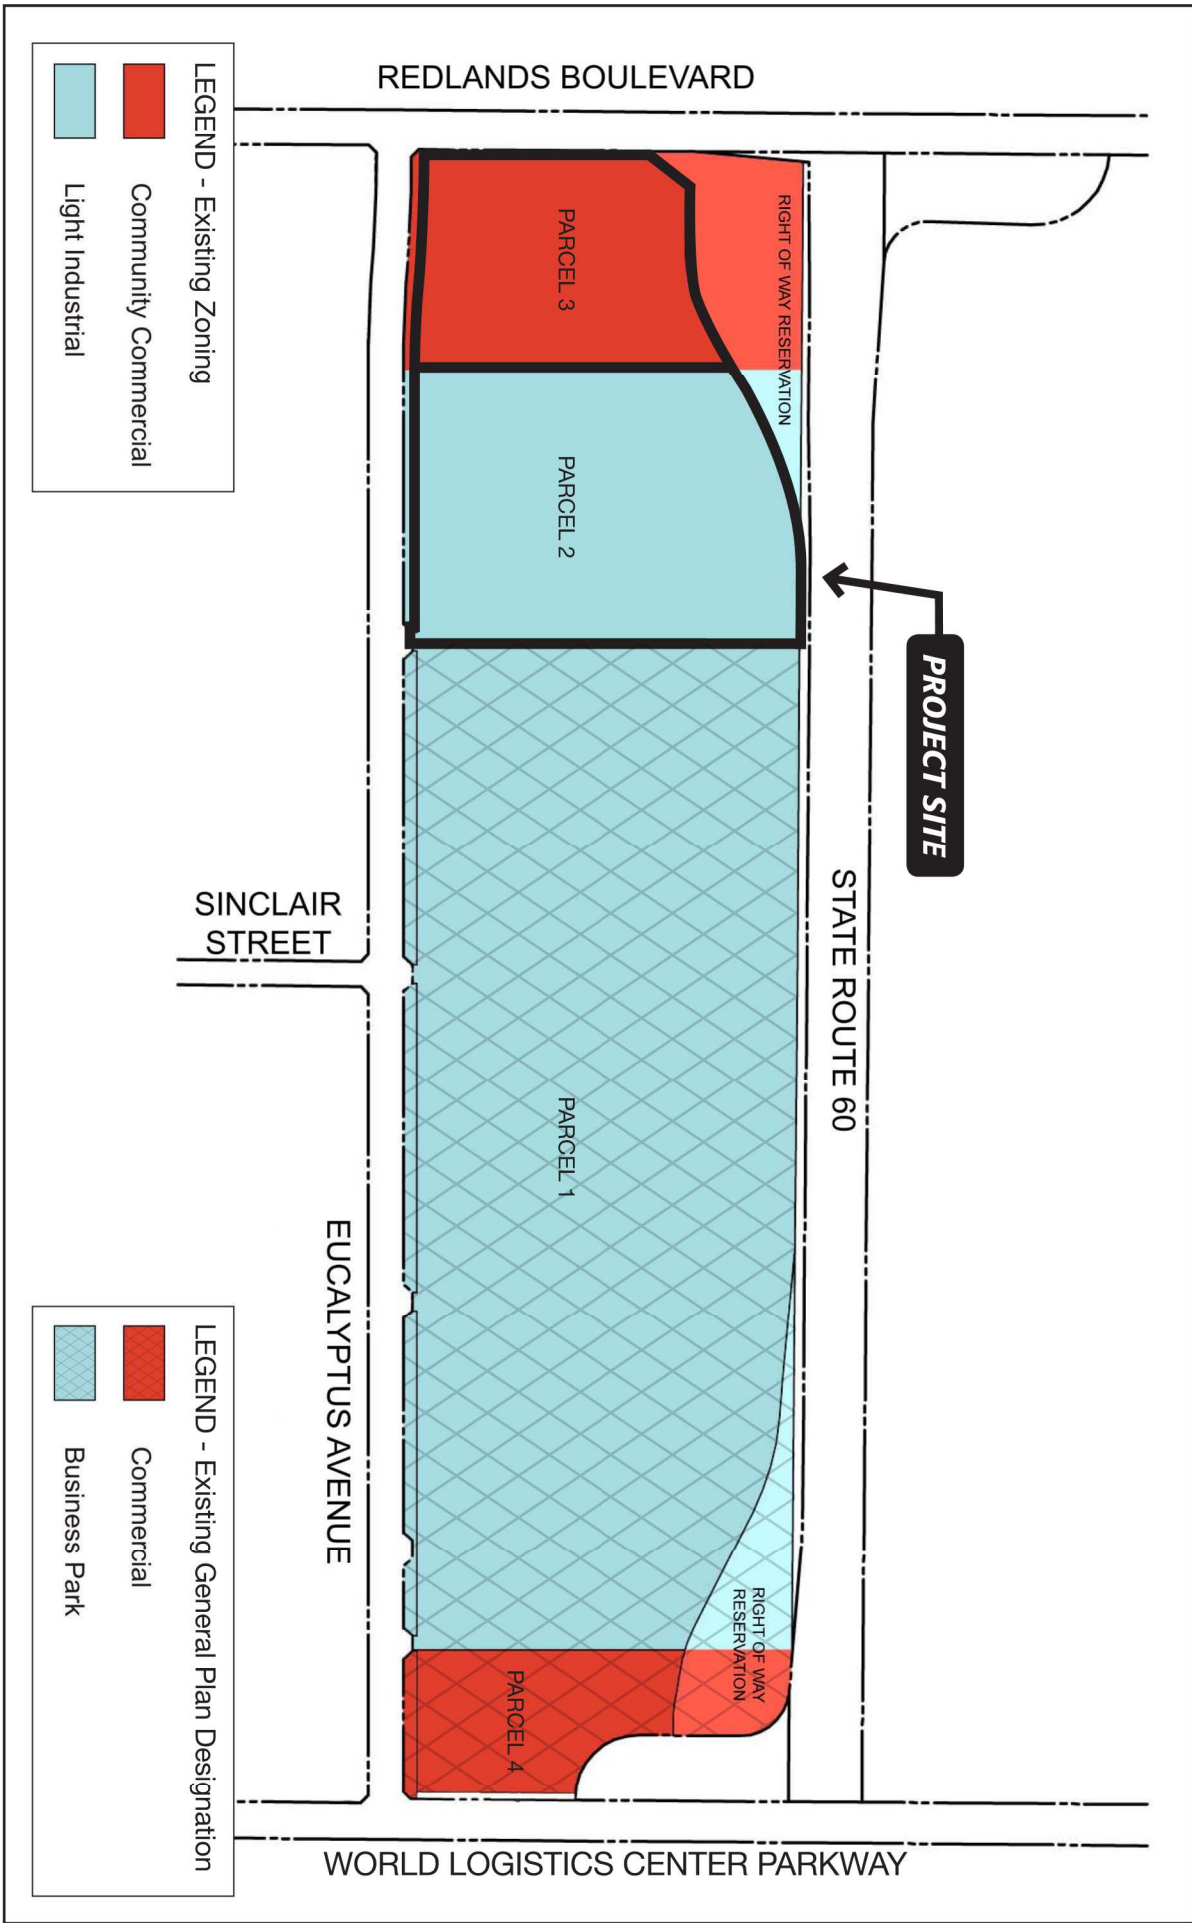 REDLANDS BOULEVARD
RIGHT OF WAY RESERVATION
PARCEL 3
PARCEL 2
PROJECT SITE
STATE ROUTE 60
SINCLAIR
STREET
PARCEL 1
EUCALYPTUS AVENUE
RIGHT OF WAY
RESERVATION
PARCEL 4
WORLD LOGISTICS CENTER PARKWAY
LEGEND - Existing Zoning
Community Commercial
Light Industrial
LEGEND - Existing General Plan Designation
Commercial
Business Park